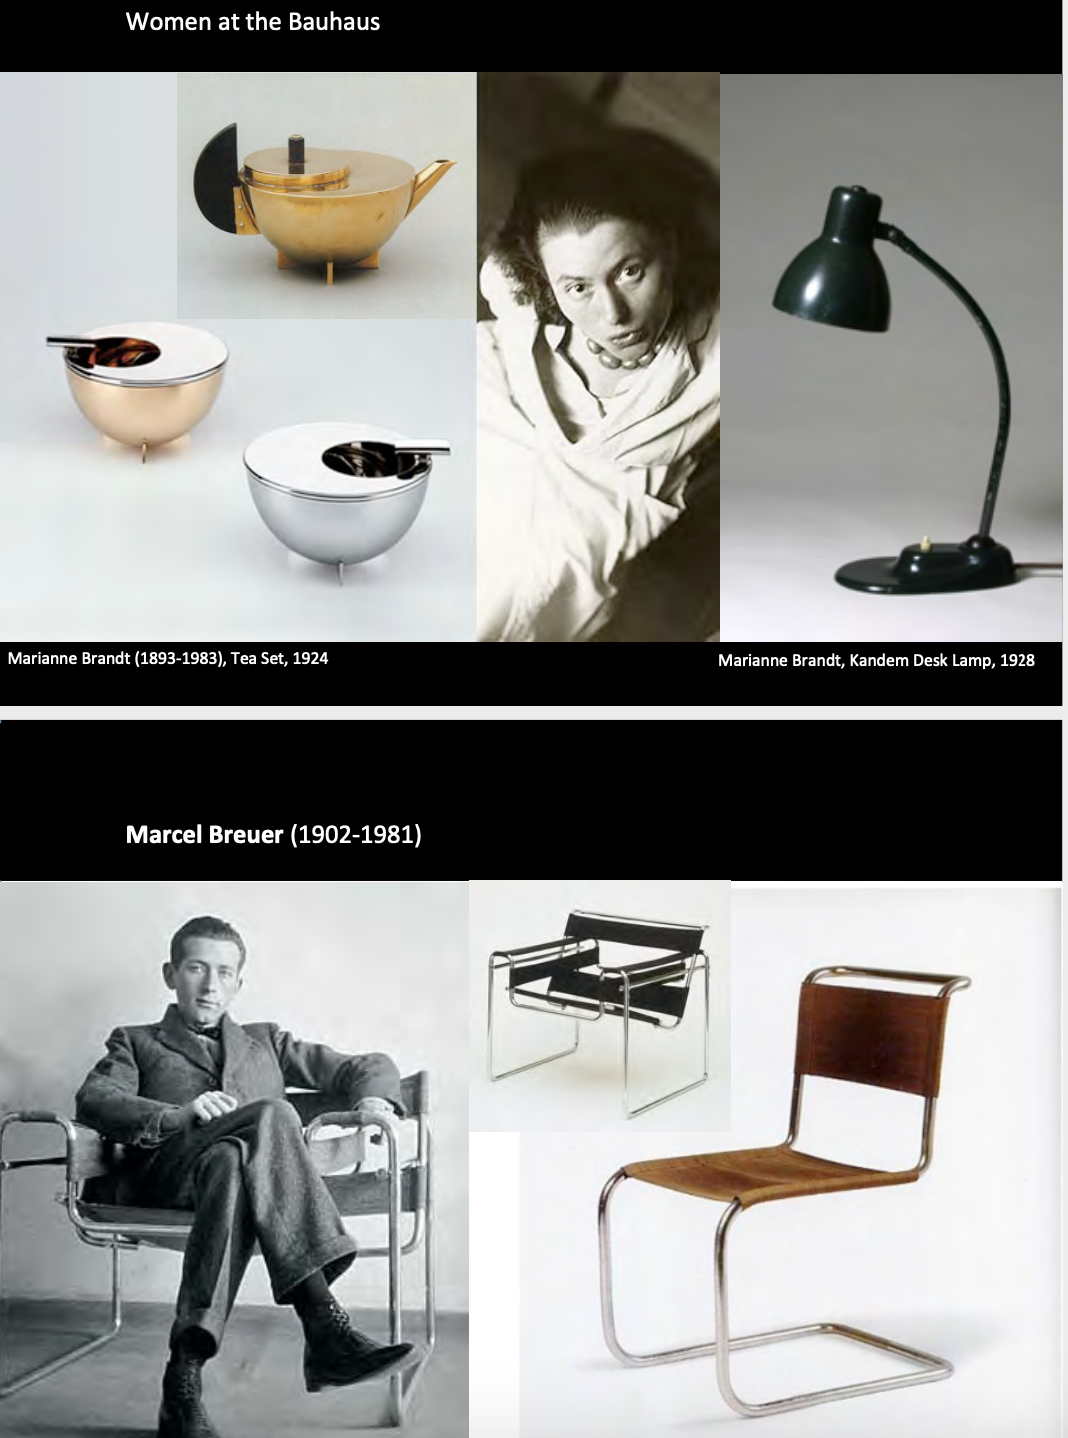 Women at the Bauhaus
Marianne Brandt (1893-1983), Tea Set, 1924
Marianne Brandt, Kandem Desk Lamp, 1928
Marcel Breuer (1902-1981)